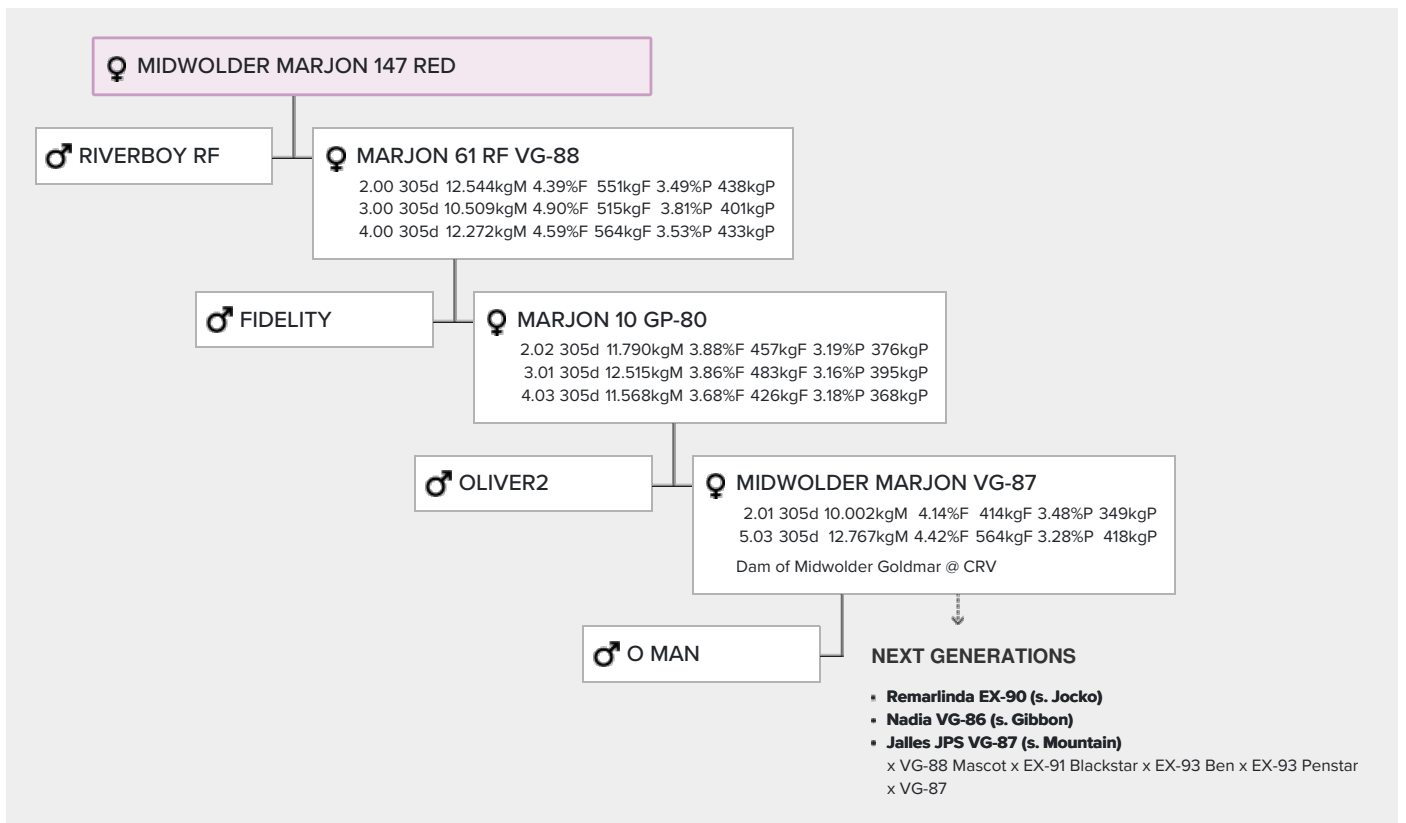 MIDWOLDER MARJON 147 RED
RIVERBOY RF
MARJON 61 RF VG-88
2.00 305d 12.544kgM 4.39%F 551kgF 3.49%P 438kgP
3.00 305d 10.509kgM 4.90%F 515kgF 3.81%P 401kgP
4.00 305d 12.272kgM 4.59%F 564kgF 3.53%P 433kgP
FIDELITY
MARJON 10 GP-80
2.02 305d 11.790kgM 3.88%F 457kgF 3.19%P 376kgP
3.01 305d 12.515kgM 3.86%F 483kgF 3.16%P 395kgP
4.03 305d 11.568kgM 3.68%F 426kgF 3.18%P 368kgP
OLIVER2
MIDWOLDER MARJON VG-87
2.01 305d 10.002kgM 4.14%F 414kgF 3.48%P 349kgP
5.03 305d 12.767kgM 4.42%F 564kgF 3.28%P 418kgP
Dam of Midwolder Goldmar @ CRV
O MAN
NEXT GENERATIONS
• Remarlinda EX-90 (s. Jocko)
• Nadia VG-86 (s. Gibbon)
• Jalles JPS VG-87 (s. Mountain)
x VG-88 Mascot x EX-91 Blackstar x EX-93 Ben x EX-93 Penstar
x VG-87